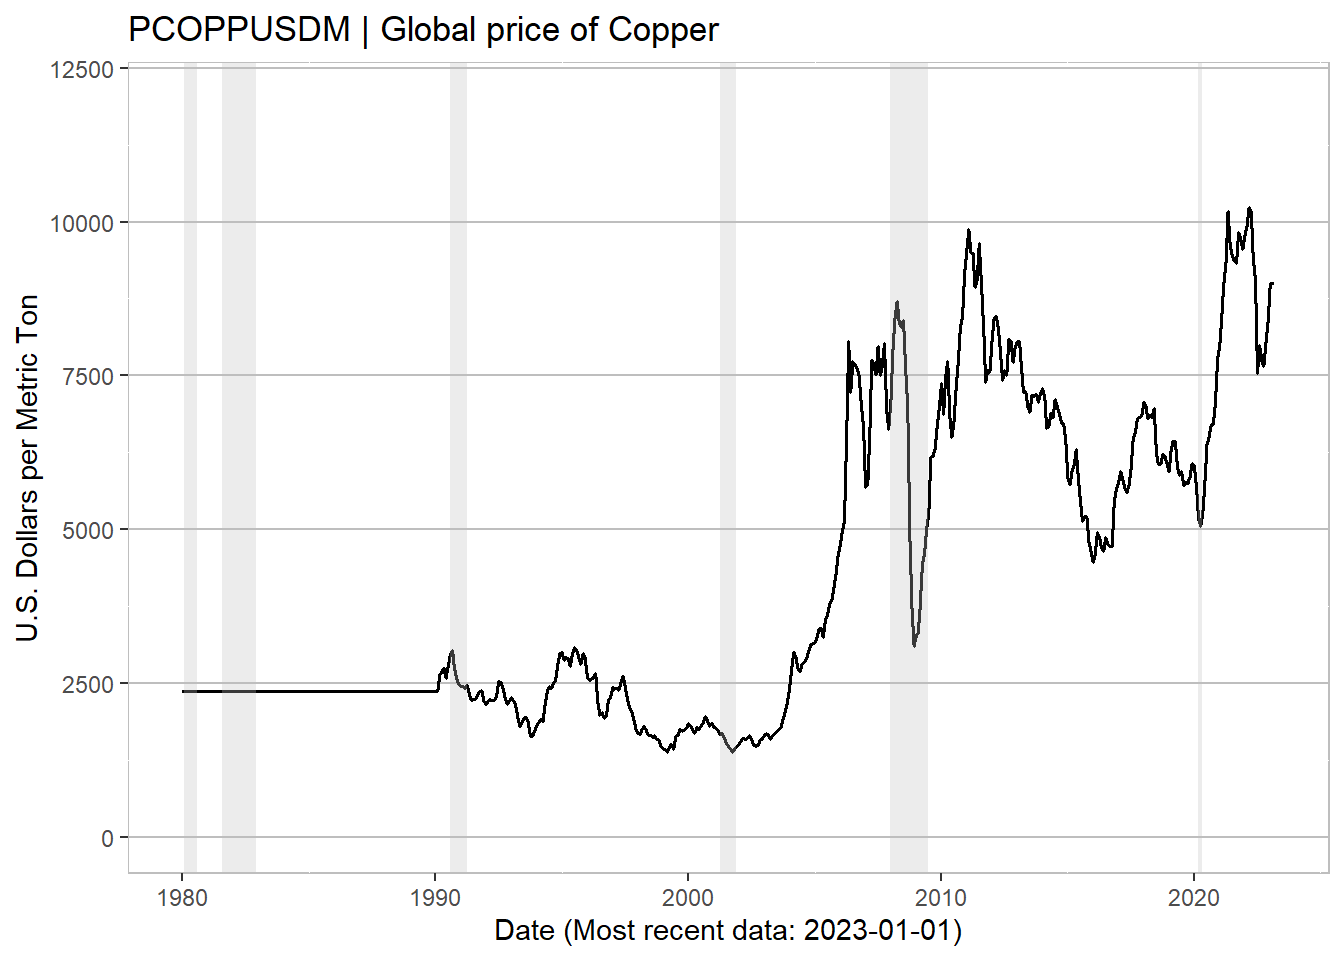 PCOPPUSDM | Global price of Copper
U.S. Dollars per Metric Ton
12500
10000
7500
5000
2500
0
1980 1990 2000 2010 2020
Date (Most recent data: 2023-01-01)